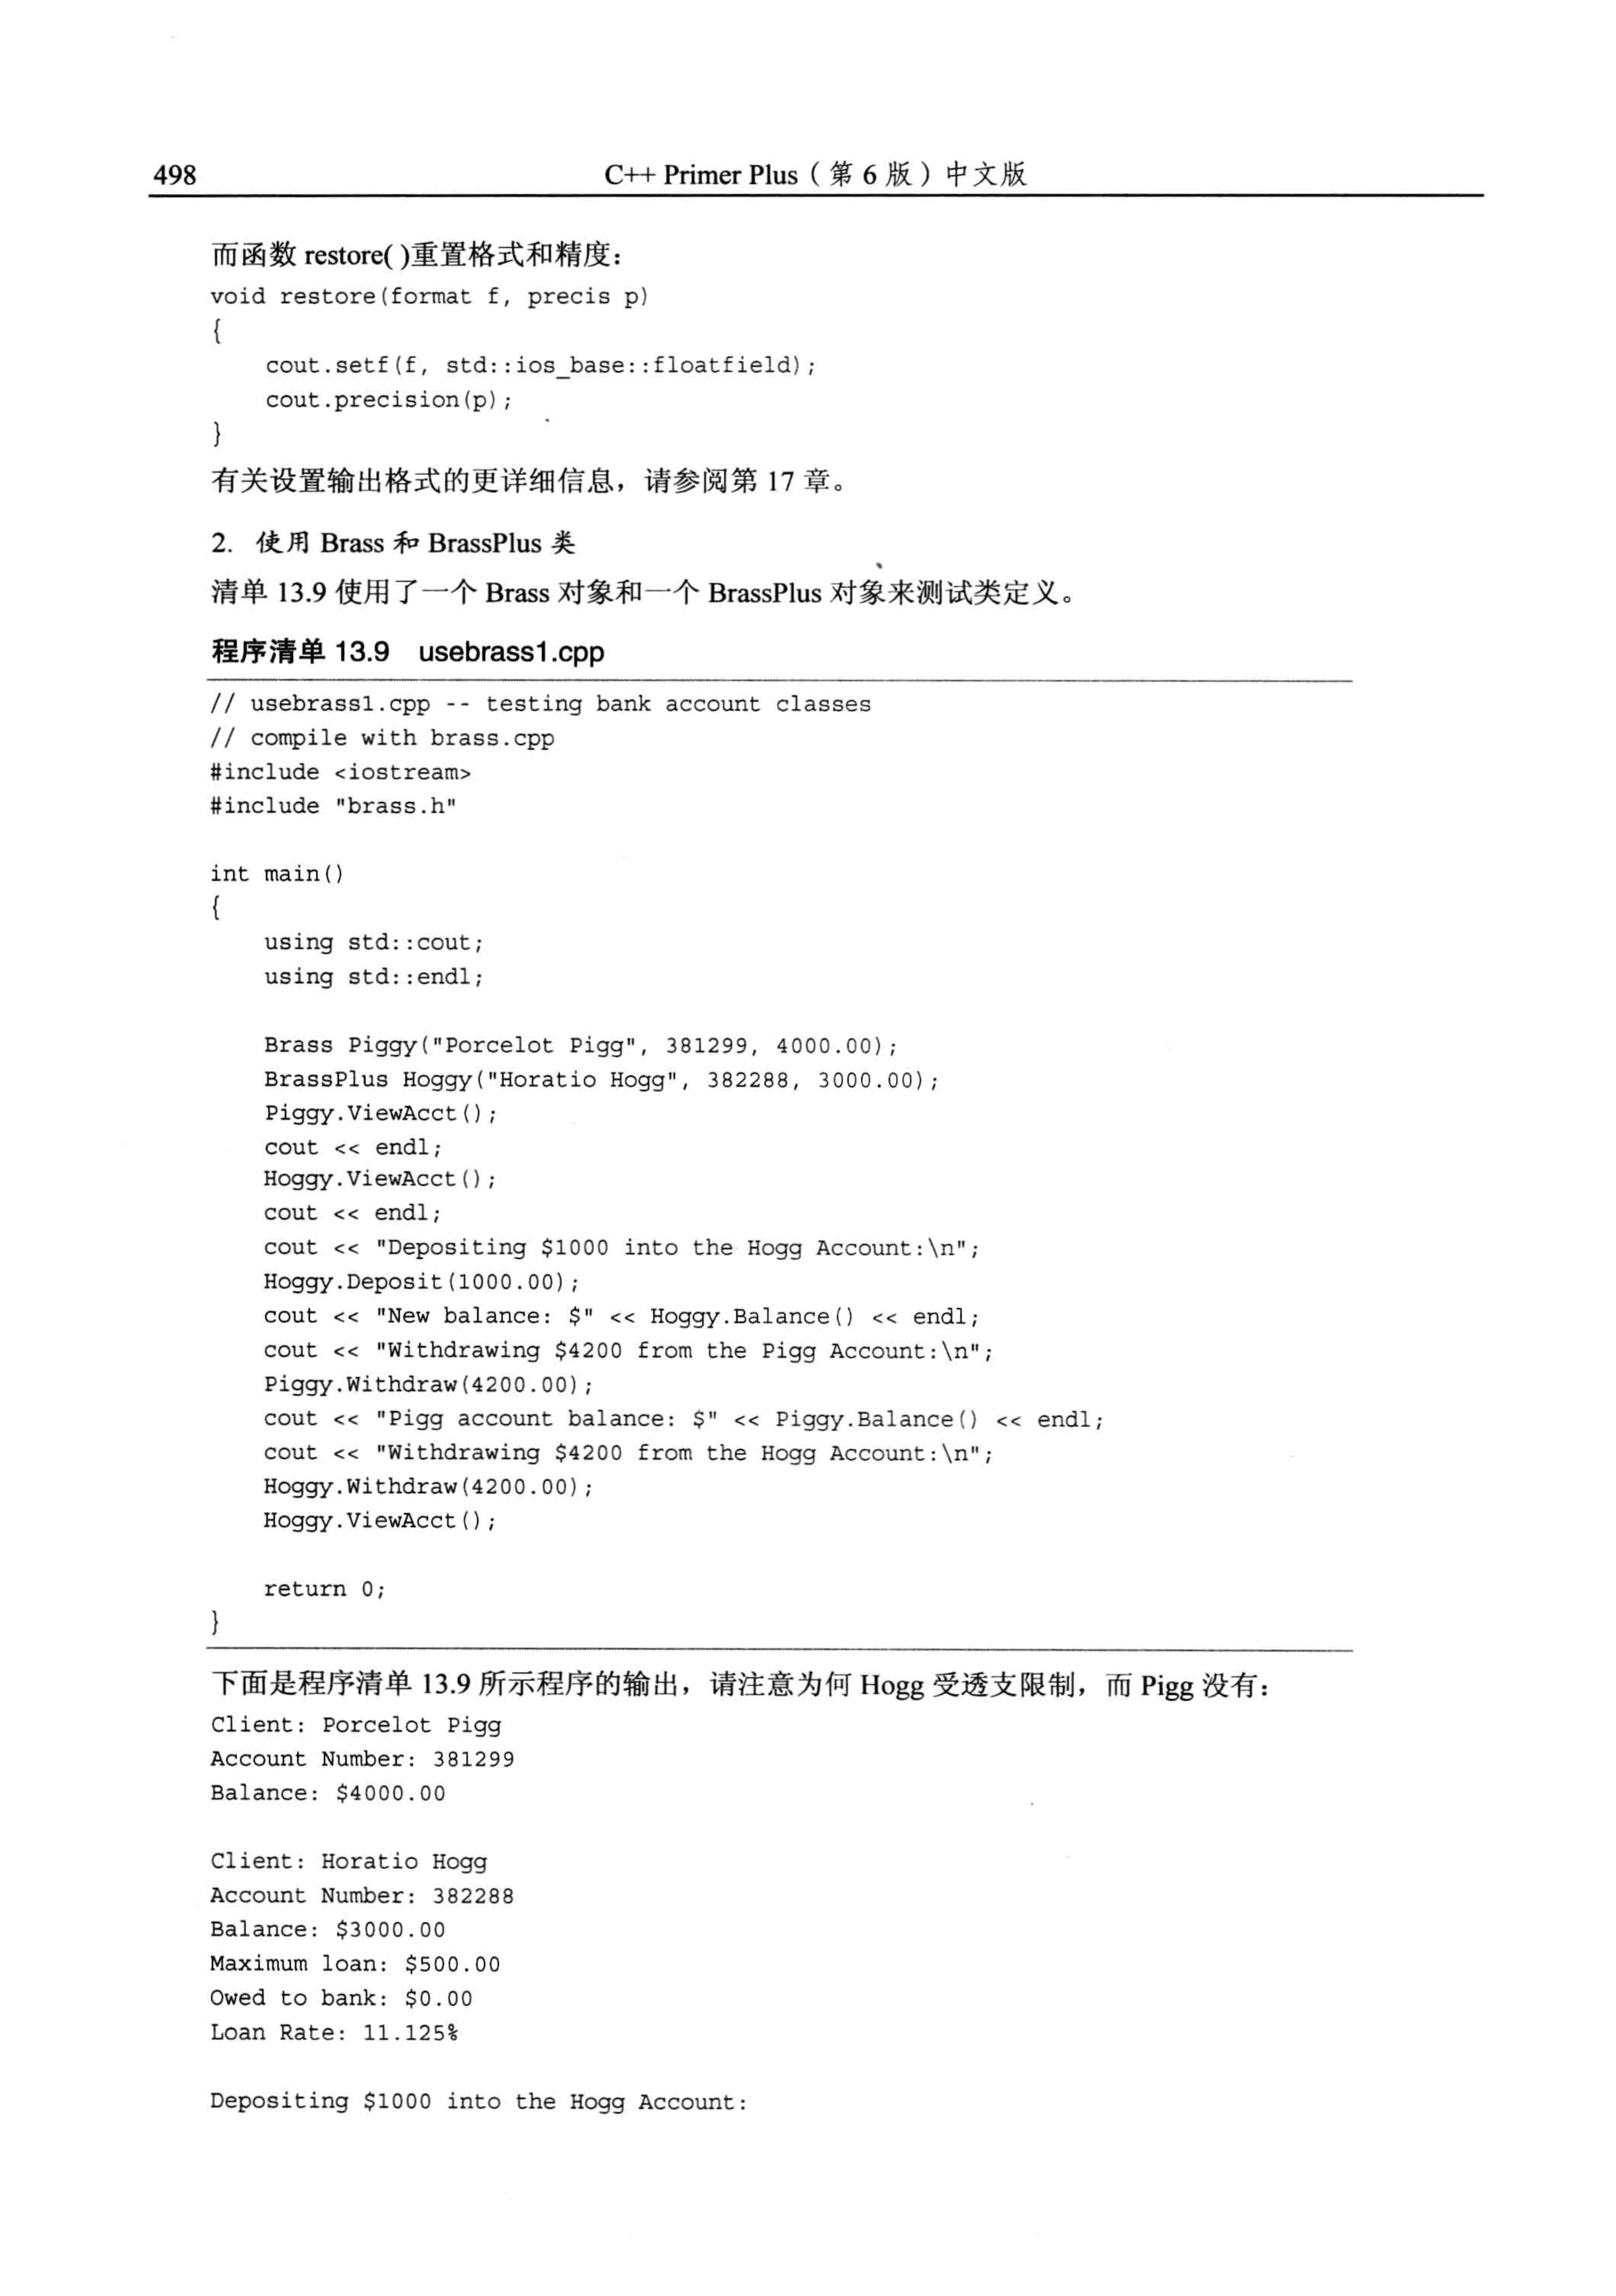 498
C++ Primer Plus（第 6 版）中文版
而函数 restore( )重置格式和精度：
void restore(format f, precis p)
{
    cout.setf(f, std::ios_base::floatfield);
    cout.precision(p);
}
有关设置输出格式的更详细信息，请参阅第 17 章。
2. 使用 Brass 和 BrassPlus 类
清单 13.9 使用了一个 Brass 对象和一个 BrassPlus 对象来测试类定义。
程序清单 13.9 usebrass1.cpp
// usebrass1.cpp -- testing bank account classes
// compile with brass.cpp
#include <iostream>
#include "brass.h"
int main()
{
    using std::cout;
    using std::endl;
    Brass Piggy("Porcelot Pigg", 381299, 4000.00);
    BrassPlus Hoggy("Horatio Hogg", 382288, 3000.00);
    Piggy.ViewAcct();
    cout << endl;
    Hoggy.ViewAcct();
    cout << endl;
    cout << "Depositing $1000 into the Hogg Account:\n";
    Hoggy.Deposit(1000.00);
    cout << "New balance: $" << Hoggy.Balance() << endl;
    cout << "Withdrawing $4200 from the Pigg Account:\n";
    Piggy.Withdraw(4200.00);
    cout << "Pigg account balance: $" << Piggy.Balance() << endl;
    cout << "Withdrawing $4200 from the Hogg Account:\n";
    Hoggy.Withdraw(4200.00);
    Hoggy.ViewAcct();
    return 0;
}
下面是程序清单 13.9 所示程序的输出，请注意为何 Hogg 受透支限制，而 Pigg 没有：
Client: Porcelot Pigg
Account Number: 381299
Balance: $4000.00
Client: Horatio Hogg
Account Number: 382288
Balance: $3000.00
Maximum loan: $500.00
Owed to bank: $0.00
Loan Rate: 11.125%
Depositing $1000 into the Hogg Account: